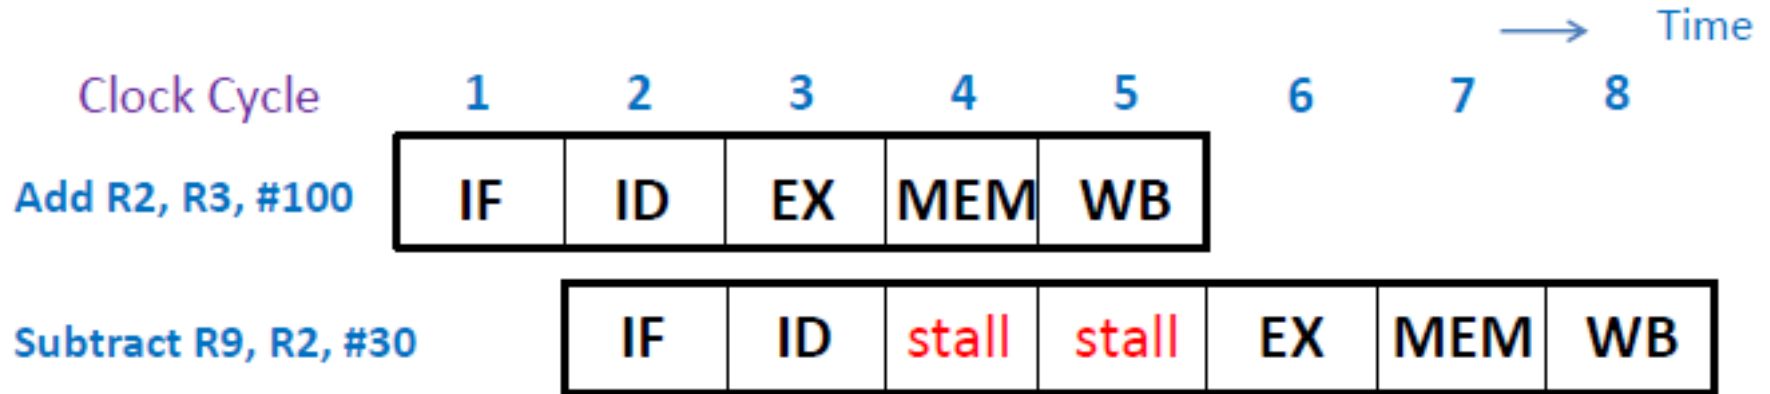 Time
Clock Cycle 1 2 3 4 5 6 7 8
Add R2, R3, #100 IF ID EX MEM WB
Subtract R9, R2, #30 IF ID stall stall EX MEM WB